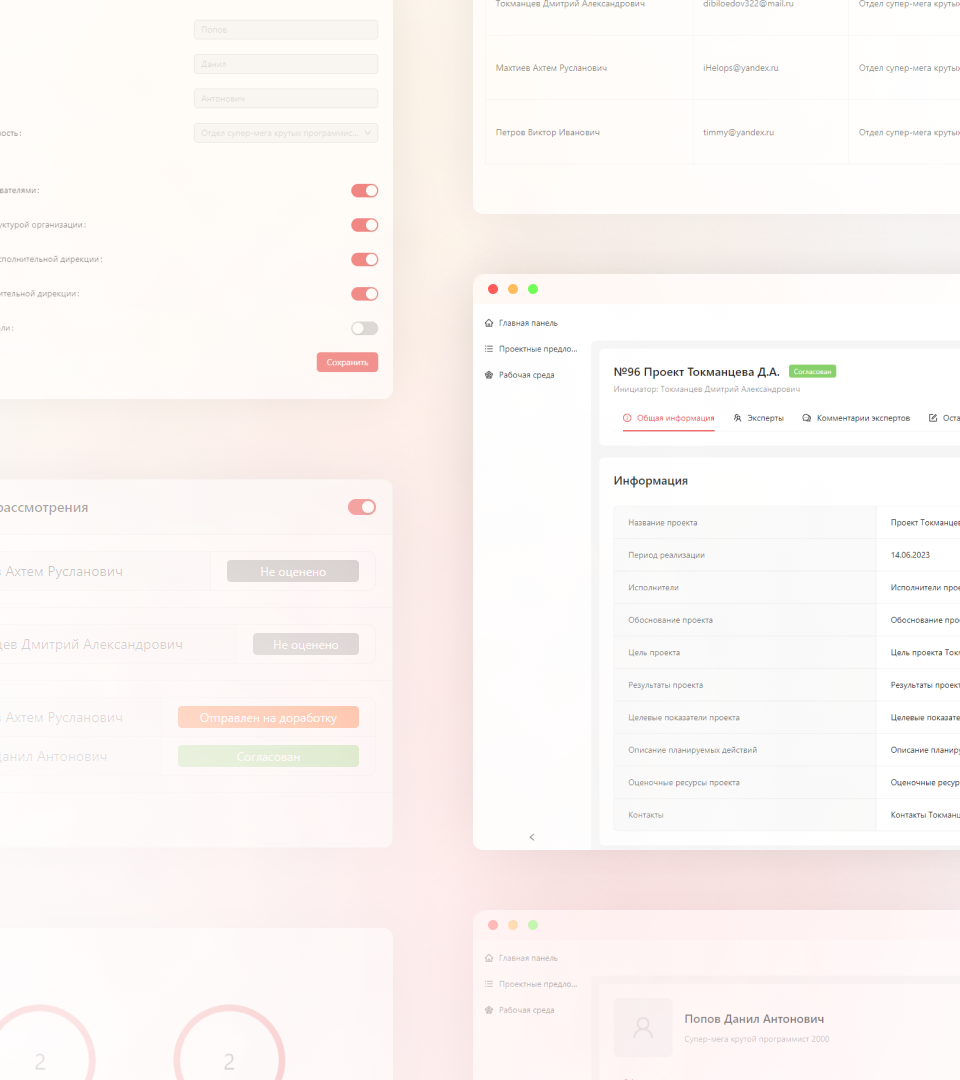 Попов
Данил
Антонович
ость:
Отдел супер-мега крутых программис...
вателями:
уктурой организации:
сполнительной дирекции:
ительной дирекции:
ли:
Сохранить
рассмотрения
Ахтем Русланович
Не оценено
цев Дмитрий Александрович
Не оценено
Ахтем Русланович
Отправлен на доработку
Данил Антонович
Согласован
2
2
Токманцев Дмитрий Александрович
dibiloedov322@mail.ru
Отдел супер-мега крутых
Махтиев Ахтем Русланович
iHelops@yandex.ru
Отдел супер-мега крутых
Петров Виктор Иванович
timmy@yandex.ru
Отдел супер-мега крутых
Главная панель
Проектные предло...
Рабочая среда
№96 Проект Токманцева Д.А.
Согласован
Инициатор: Токманцев Дмитрий Александрович
Общая информация
Эксперты
Комментарии экспертов
Оста
Информация
Название проекта
Проект Токманцев
Период реализации
14.06.2023
Исполнители
Исполнители прое
Обоснование проекта
Обоснование про
Цель проекта
Цель проекта Ток
Результаты проекта
Результаты проект
Целевые показатели проекта
Целевые показате
Описание планируемых действий
Описание планиру
Оценочные ресурсы проекта
Оценочные ресур
Контакты
Контакты Токманц
Главная панель
Проектные предло...
Рабочая среда
Попов Данил Антонович
Супер-мега крутой программист 2000